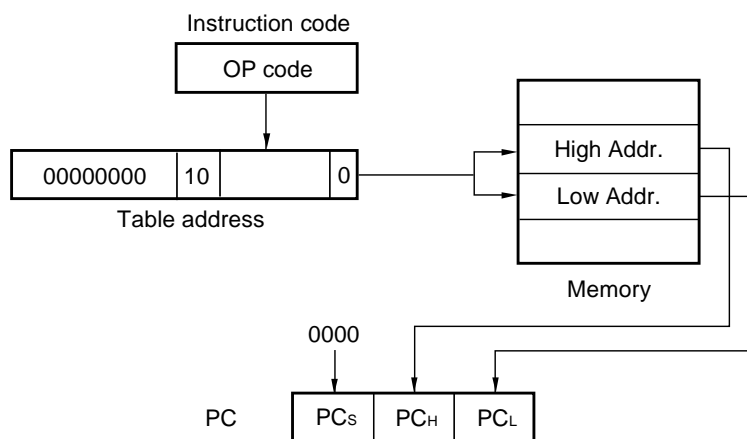 Instruction code
OP code
00000000 10 0
Table address
High Addr.
Low Addr.
Memory
0000
PC PCS PCH PCL